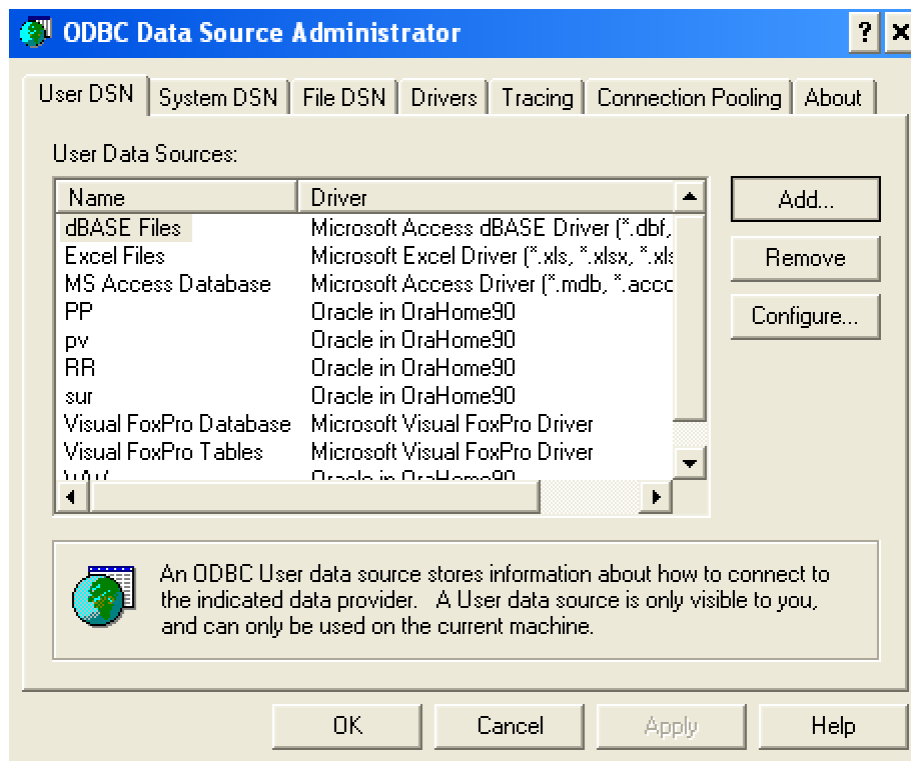 ODBC Data Source Administrator
User DSN System DSN File DSN Drivers Tracing Connection Pooling About
User Data Sources:
Name Driver
dBASE Files Microsoft Access dBASE Driver (*.dbf,
Excel Files Microsoft Excel Driver (*.xls, *.xlsx, *.xls
MS Access Database Microsoft Access Driver (*.mdb, *.accc
PP Oracle in OraHome90
pv Oracle in OraHome90
RR Oracle in OraHome90
sur Oracle in OraHome90
Visual FoxPro Database Microsoft Visual FoxPro Driver
Visual FoxPro Tables Microsoft Visual FoxPro Driver
Oracle in OraHome90
Add...
Remove
Configure...
An ODBC User data source stores information about how to connect to
the indicated data provider. A User data source is only visible to you,
and can only be used on the current machine.
OK Cancel Apply Help